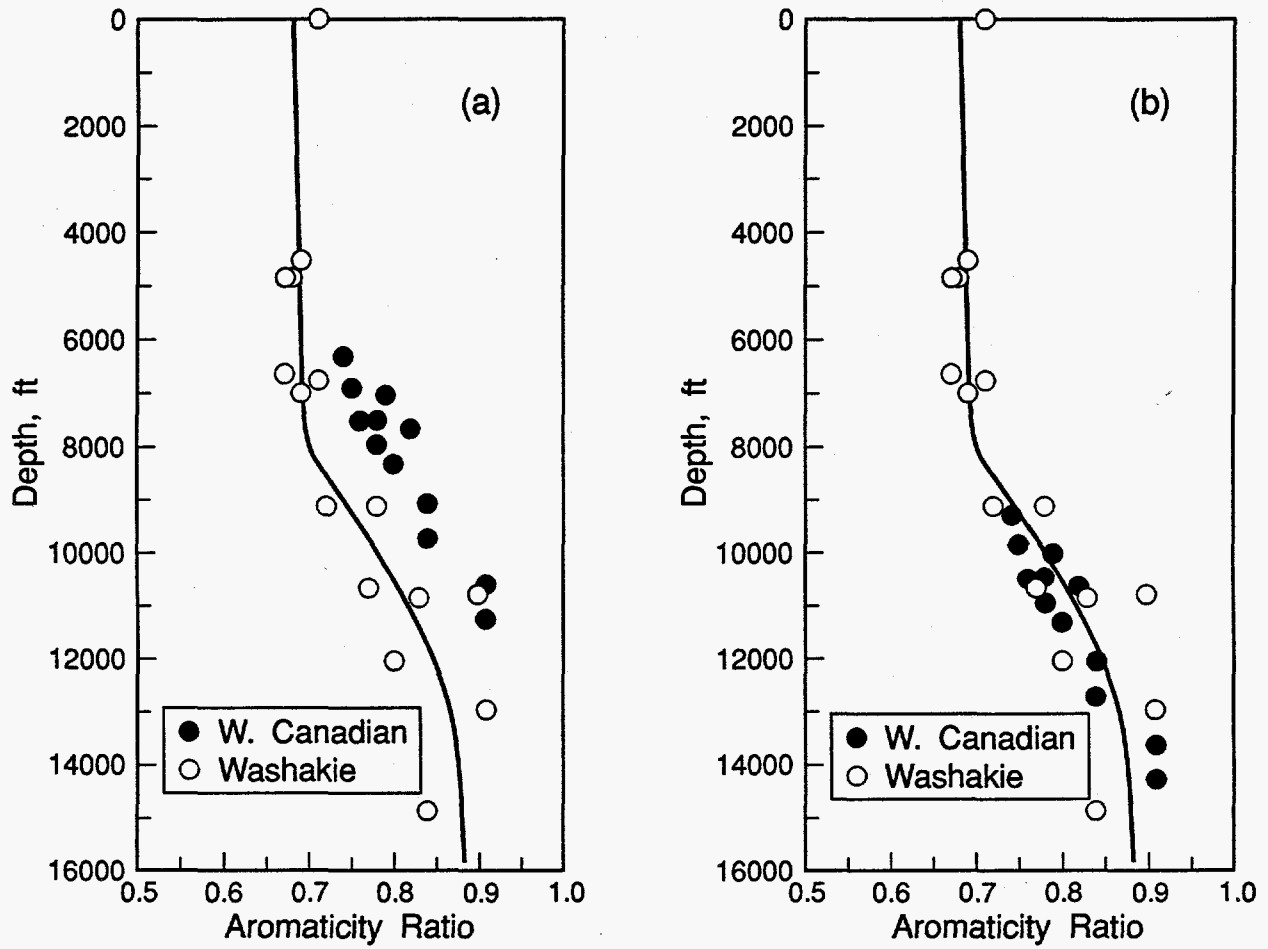 (a)
Depth, ft
0
2000
4000
6000
8000
10000
12000
14000
16000
W. Canadian
Washakie
0.5 0.6 0.7 0.8 0.9 1.0
Aromaticity Ratio
(b)
Depth, ft
0
2000
4000
6000
8000
10000
12000
14000
16000
W. Canadian
Washakie
0.5 0.6 0.7 0.8 0.9 1.0
Aromaticity Ratio